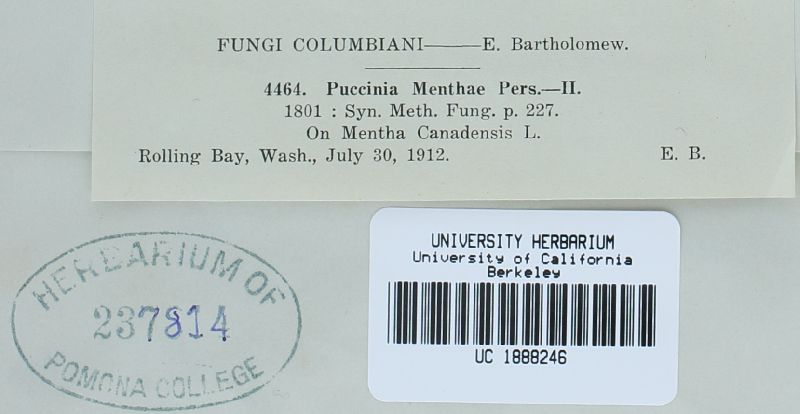 FUNGI COLUMBIANI——E. Bartholomew.
4464. Puccinia Menthae Pers.—II.
1801 : Syn. Meth. Fung. p. 227.
On Mentha Canadensis L.
Rolling Bay, Wash., July 30, 1912. E. B.
HERBARIUM OF
237814
POMONA COLLEGE
UNIVERSITY HERBARIUM
University of California
Berkeley
UC 1888246